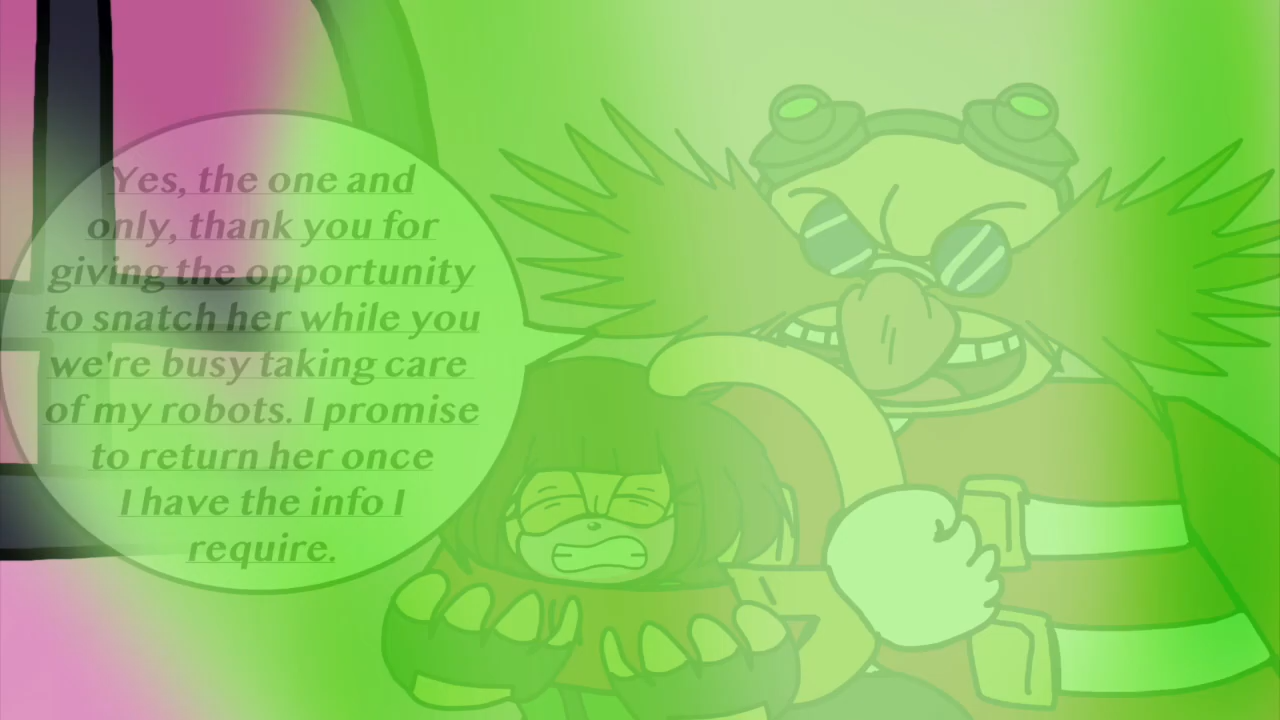 Yes, the one and
only, thank you for
giving the opportunity
to snatch her while you
we're busy taking care
of my robots. I promise
to return her once
I have the info I
require.